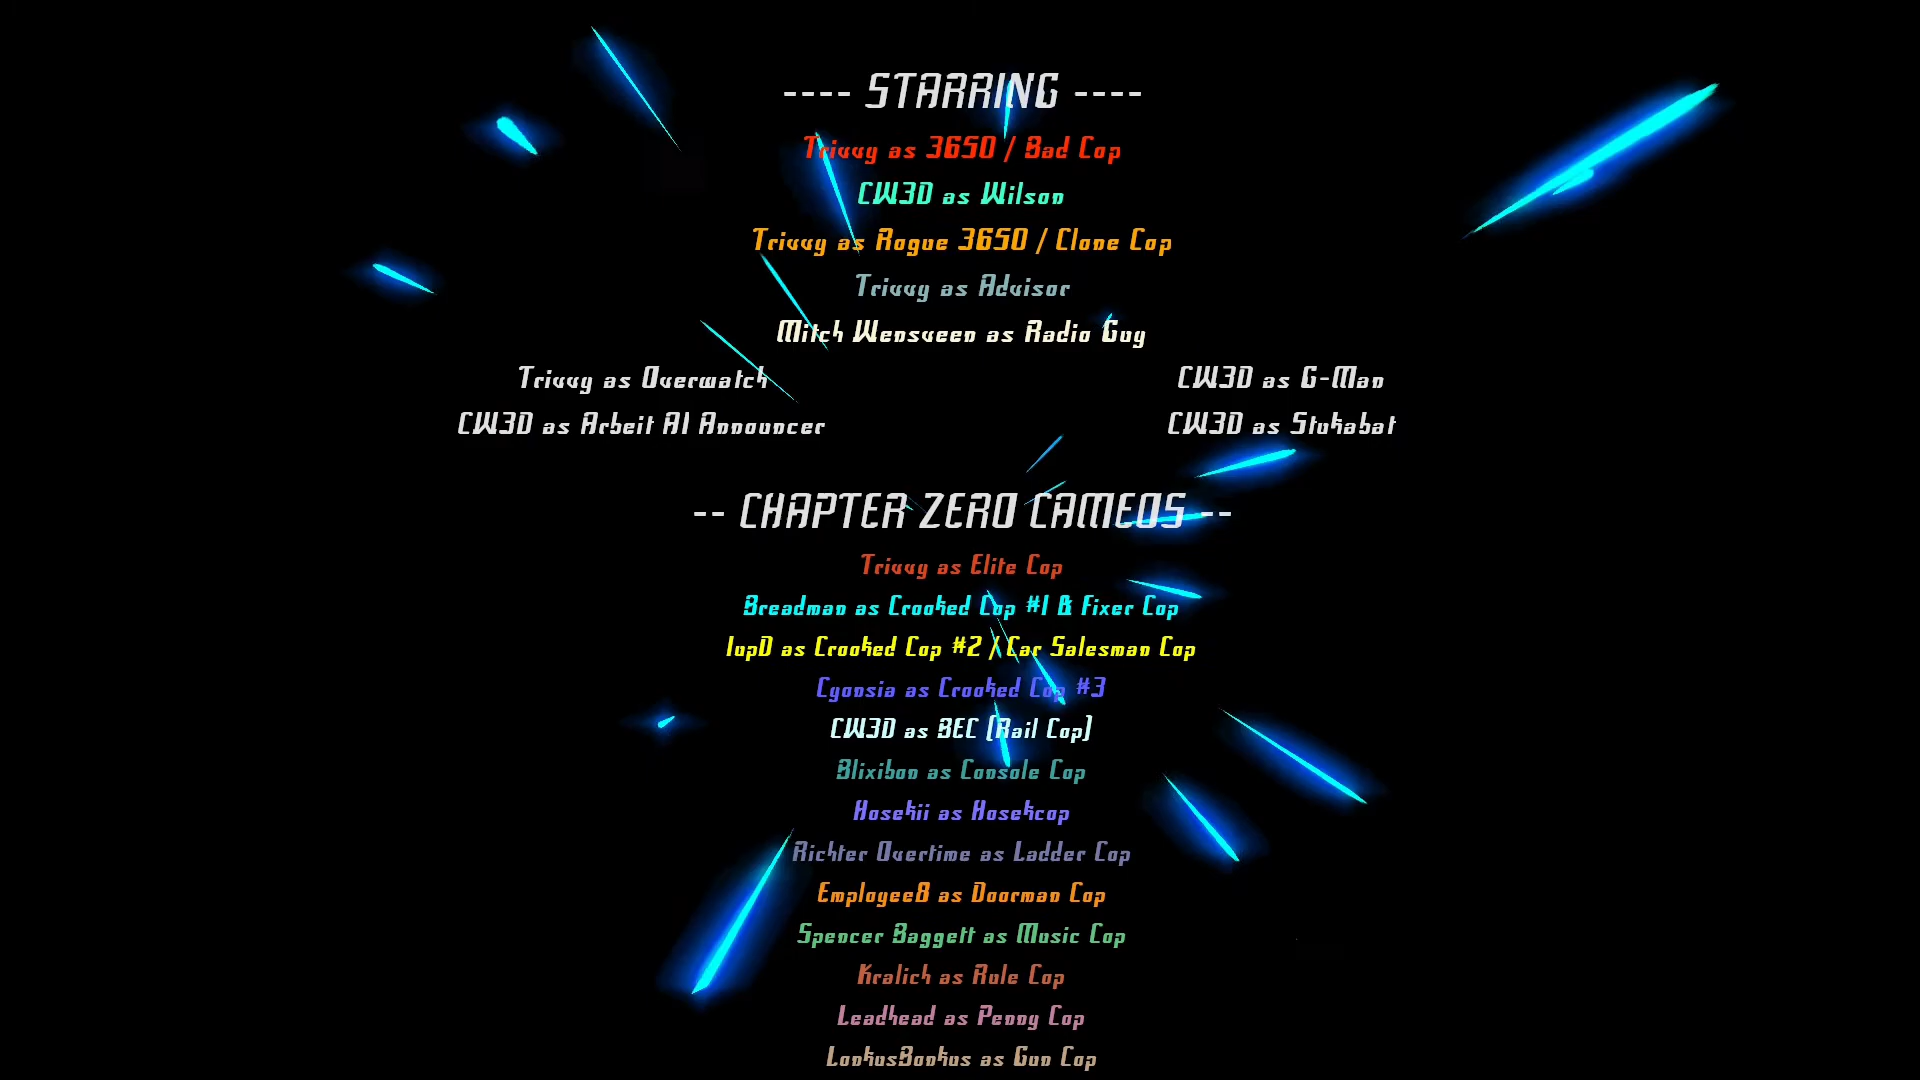 ---- STARRING ----
Trivvy as 3650 / Bad Cop
CW3D as Wilson
Trivvy as Rogue 3650 / Clone Cop
Trivvy as Advisor
Mitch Wensveen as Radio Guy
Trivvy as Overwatch
CW3D as G-Man
CW3D as Arbeit AI Announcer
CW3D as Stukabat
-- CHAPTER ZERO CAMEOS --
Trivvy as Elite Cop
Breadman as Crooked Cop #1 & Fixer Cop
IupD as Crooked Cop #2 / Car Salesman Cop
Cyonsia as Crooked Cop #3
CW3D as BEC (Rail Cop)
Blixibon as Console Cop
Hosekii as Hosekcop
Richter Overtime as Ladder Cop
Employee8 as Doorman Cop
Spencer Baggett as Music Cop
Kralich as Rule Cop
Leadhead as Penny Cop
LonkusBonkus as Gun Cop